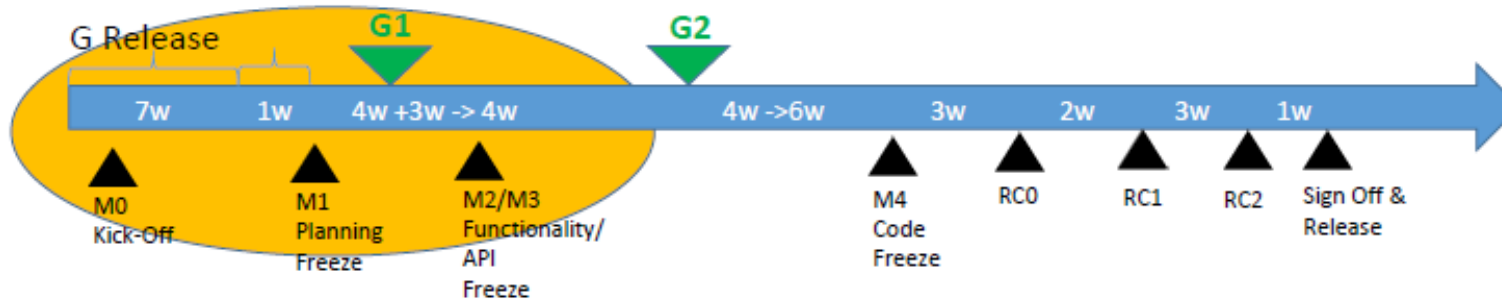 G Release
G1
G2
7w
1w
4w +3w -> 4w
4w ->6w
3w
2w
3w
1w
M0
Kick-Off
M1
Planning
Freeze
M2/M3
Functionality/
API
Freeze
M4
Code
Freeze
RC0
RC1
RC2
Sign Off &
Release